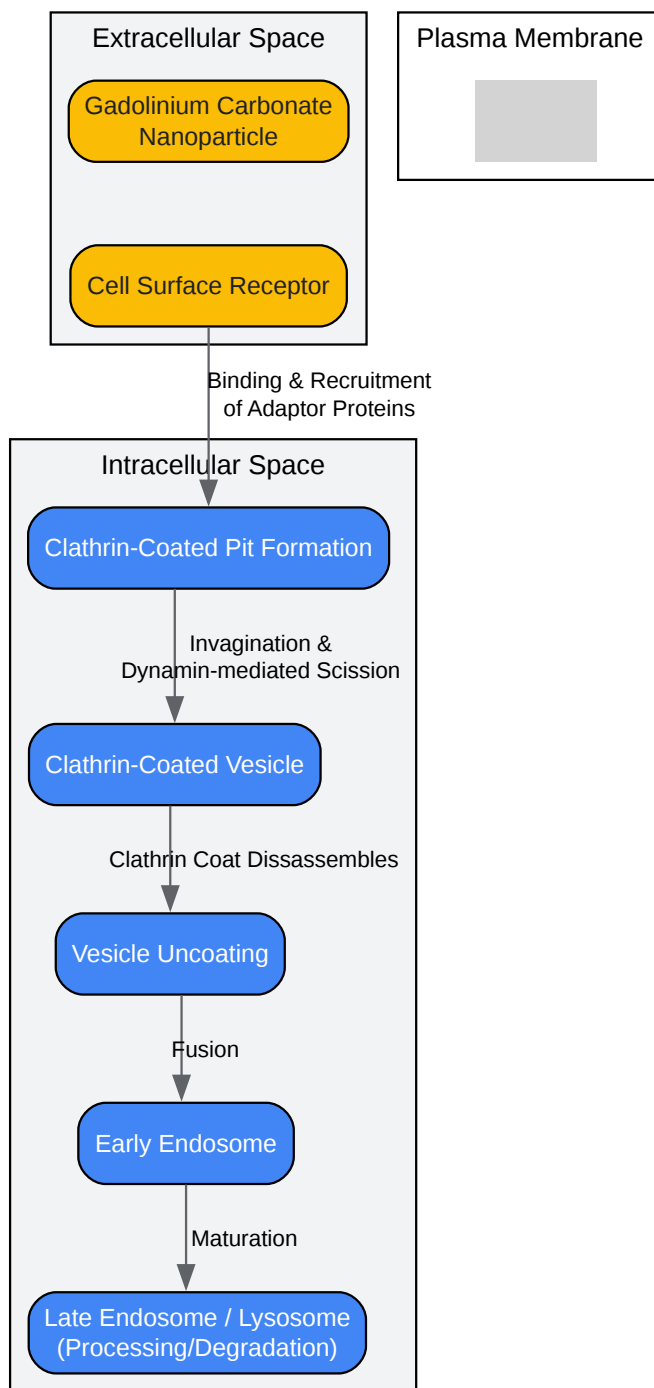 Extracellular Space
Plasma Membrane
Gadolinium Carbonate
Nanoparticle
Cell Surface Receptor
Binding & Recruitment
of Adaptor Proteins
Intracellular Space
Clathrin-Coated Pit Formation
Invagination &
Dynamin-mediated Scission
Clathrin-Coated Vesicle
Clathrin Coat Dissassembles
Vesicle Uncoating
Fusion
Early Endosome
Maturation
Late Endosome / Lysosome
(Processing/Degradation)